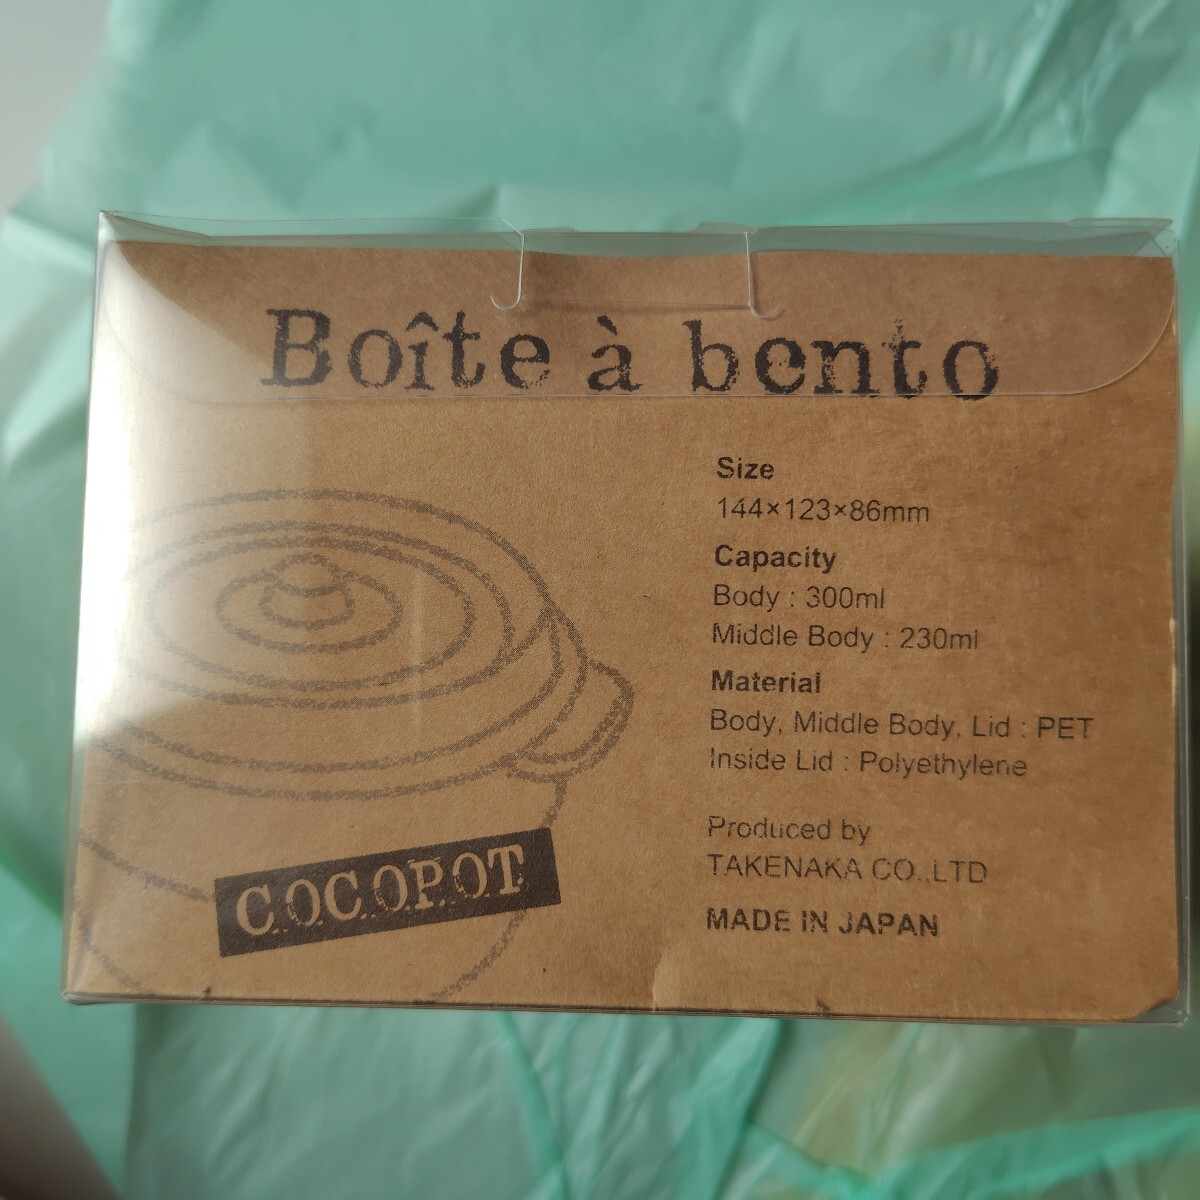 Boîte à bento
Size
144×123×86mm
Capacity
Body : 300ml
Middle Body : 230ml
Material
Body, Middle Body, Lid : PET
Inside Lid : Polyethylene
Produced by
TAKENAKA CO.,LTD
MADE IN JAPAN
COCOPOT